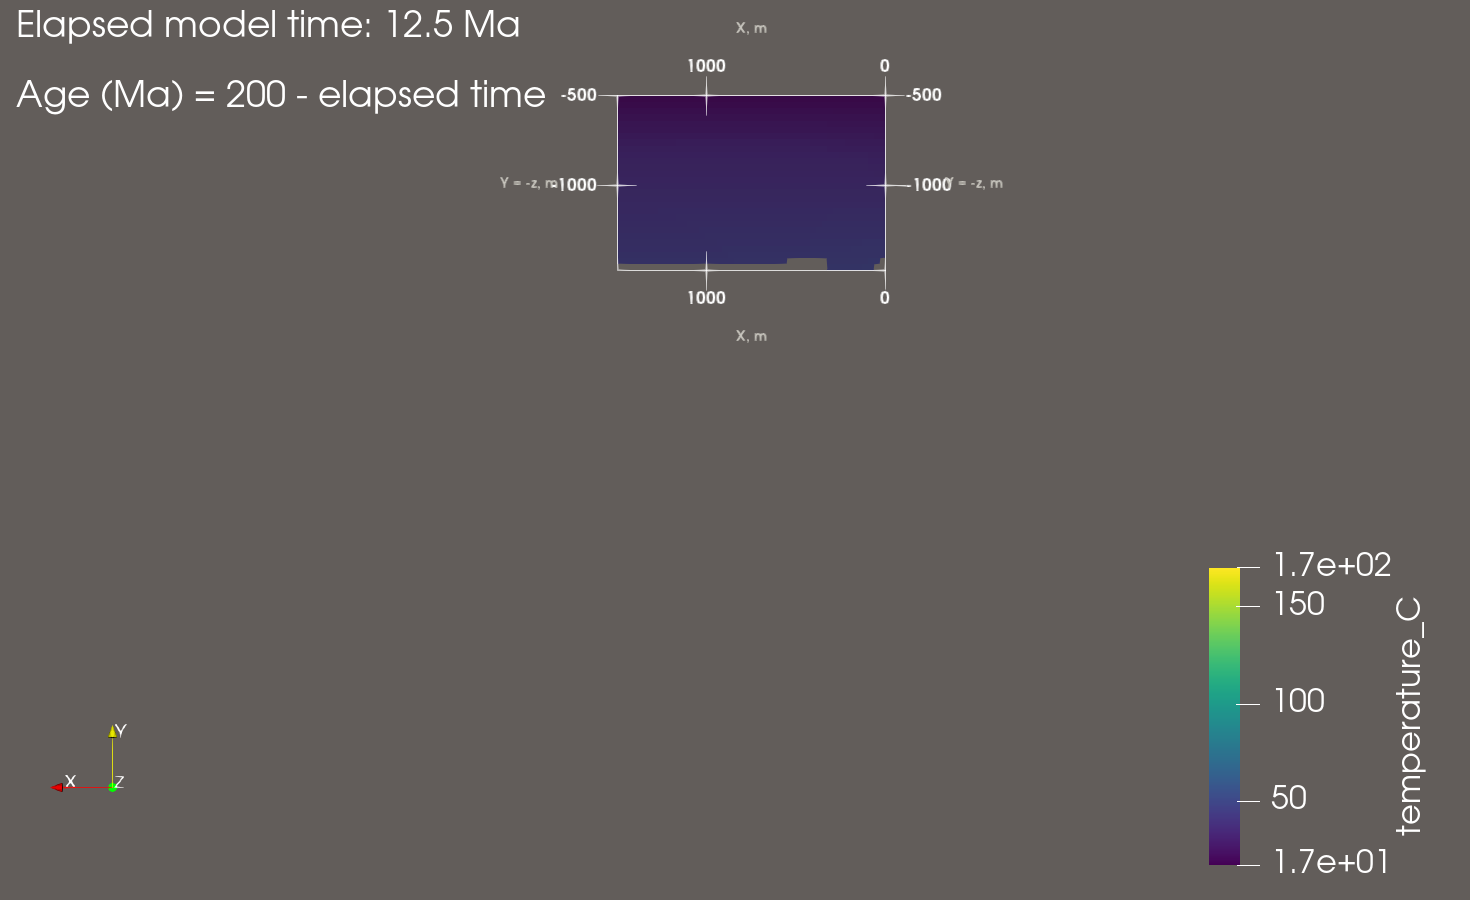 Elapsed model time: 12.5 Ma
Age (Ma) = 200 - elapsed time
X, m
1000 0
-500 -500
Y = -z, m -1000 -1000 Y = -z, m
1000 0
X, m
1.7e+02
150
100
50
1.7e+01
temperature_C
Y
X Z